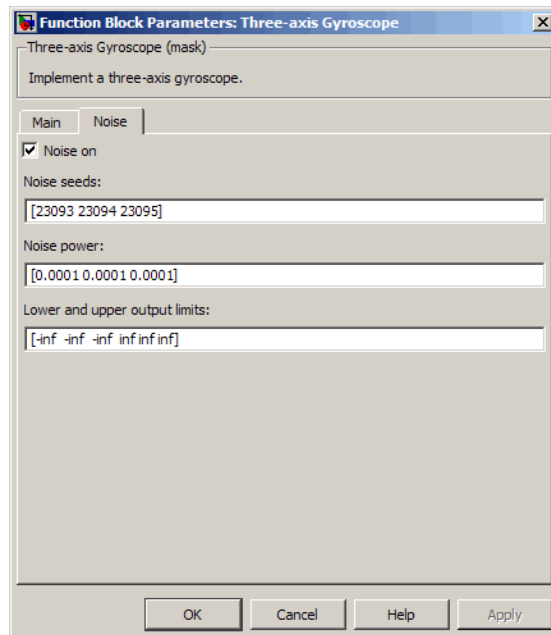 Function Block Parameters: Three-axis Gyroscope
Three-axis Gyroscope (mask)
Implement a three-axis gyroscope.
Main Noise
Noise on
Noise seeds:
[23093 23094 23095]
Noise power:
[0.0001 0.0001 0.0001]
Lower and upper output limits:
[-inf -inf -inf inf inf inf]
OK Cancel Help Apply